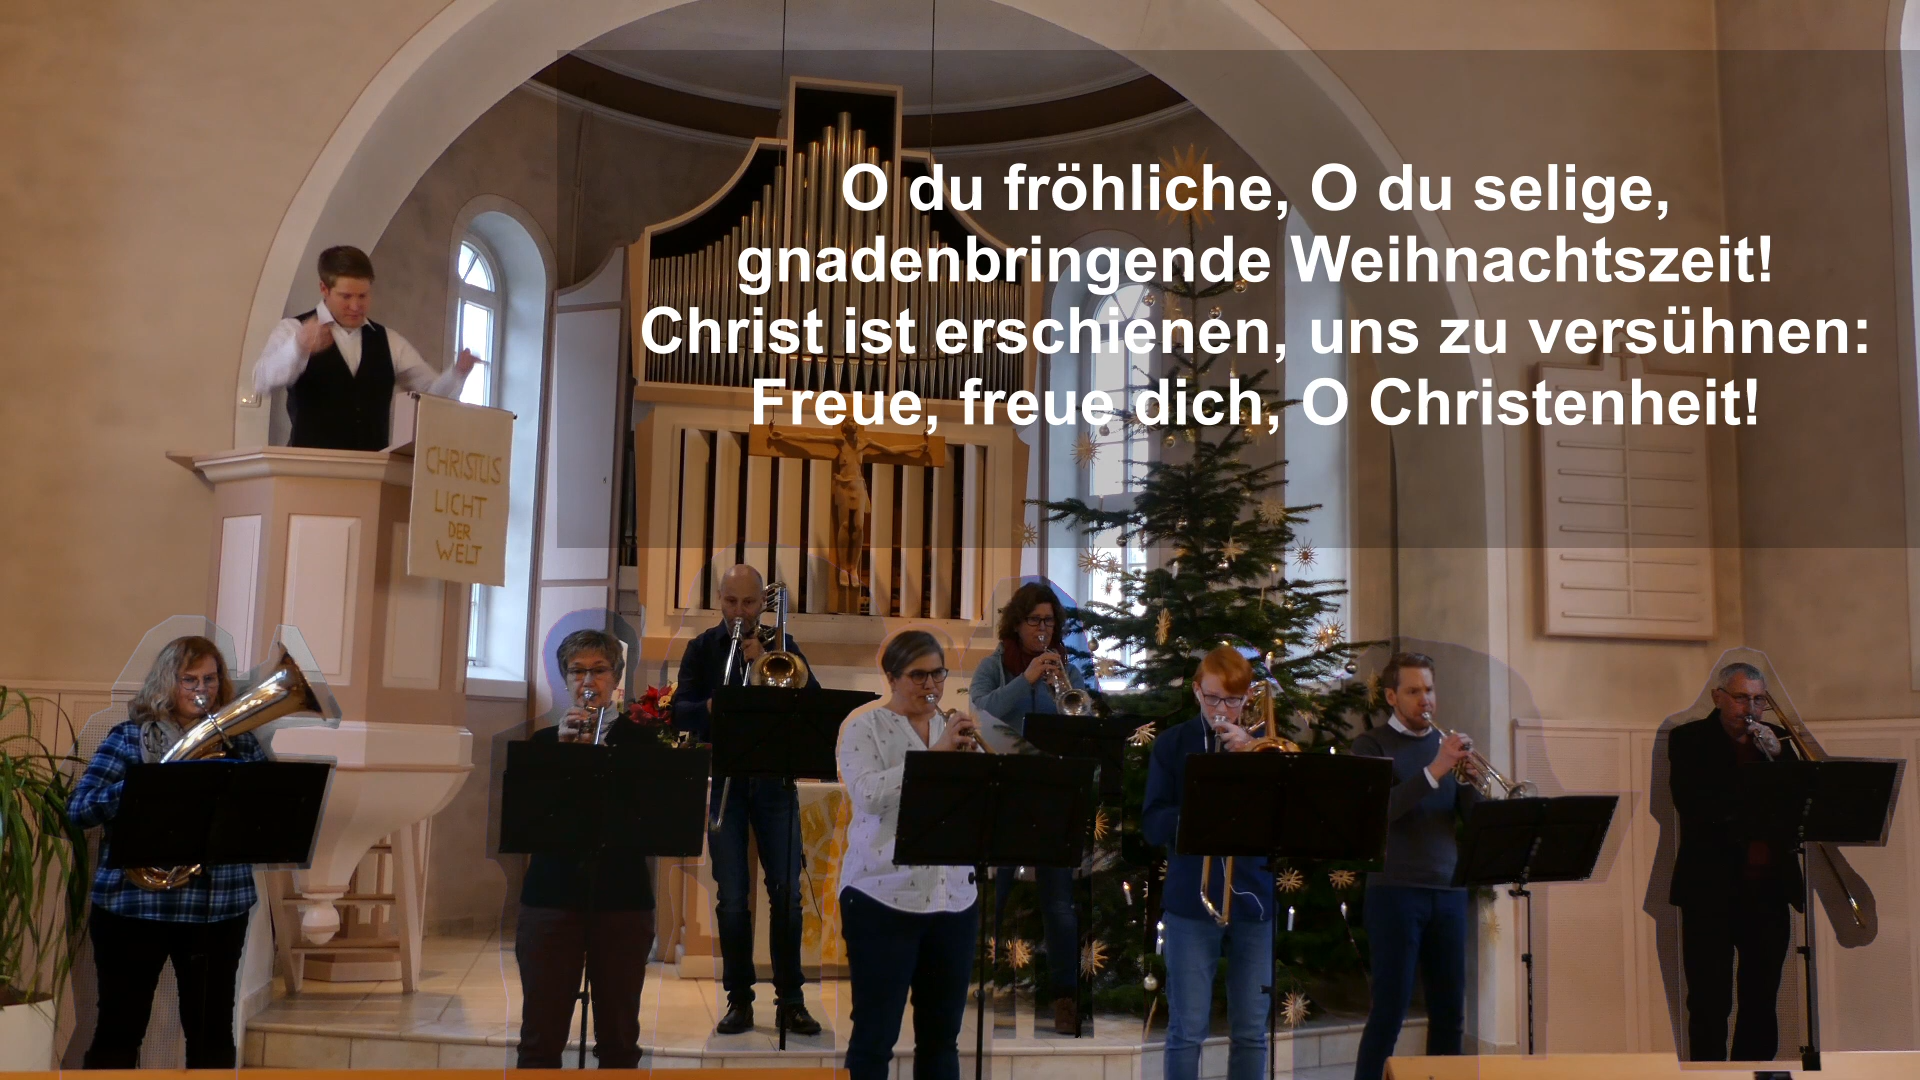 O du fröhliche, O du selige,
gnadenbringende Weihnachtszeit!
Christ ist erschienen, uns zu versühnen:
Freue, freue dich, O Christenheit!
CHRISTUS
LICHT
DER
WELT